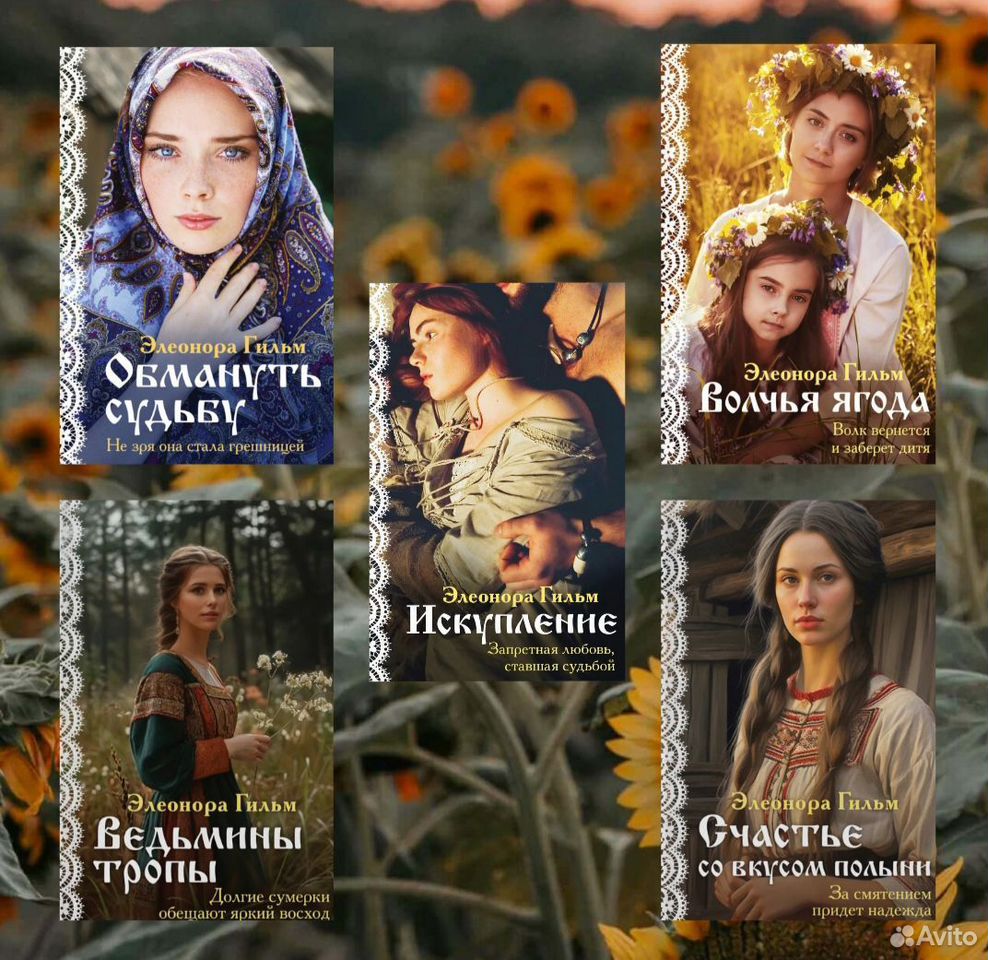 Элеонора Гильм
Обмануть
судьбу
Не зря она стала грешницей
Элеонора Гильм
Волчья ягода
Волк вернется
и заберет дитя
Элеонора Гильм
Искупление
Запретная любовь,
ставшая судьбой
Элеонора Гильм
Ведьмины
тропы
Долгие сумерки
обещают яркий восход
Элеонора Гильм
Счастье
со вкусом полыни
За смятением
придет надежда
Avito